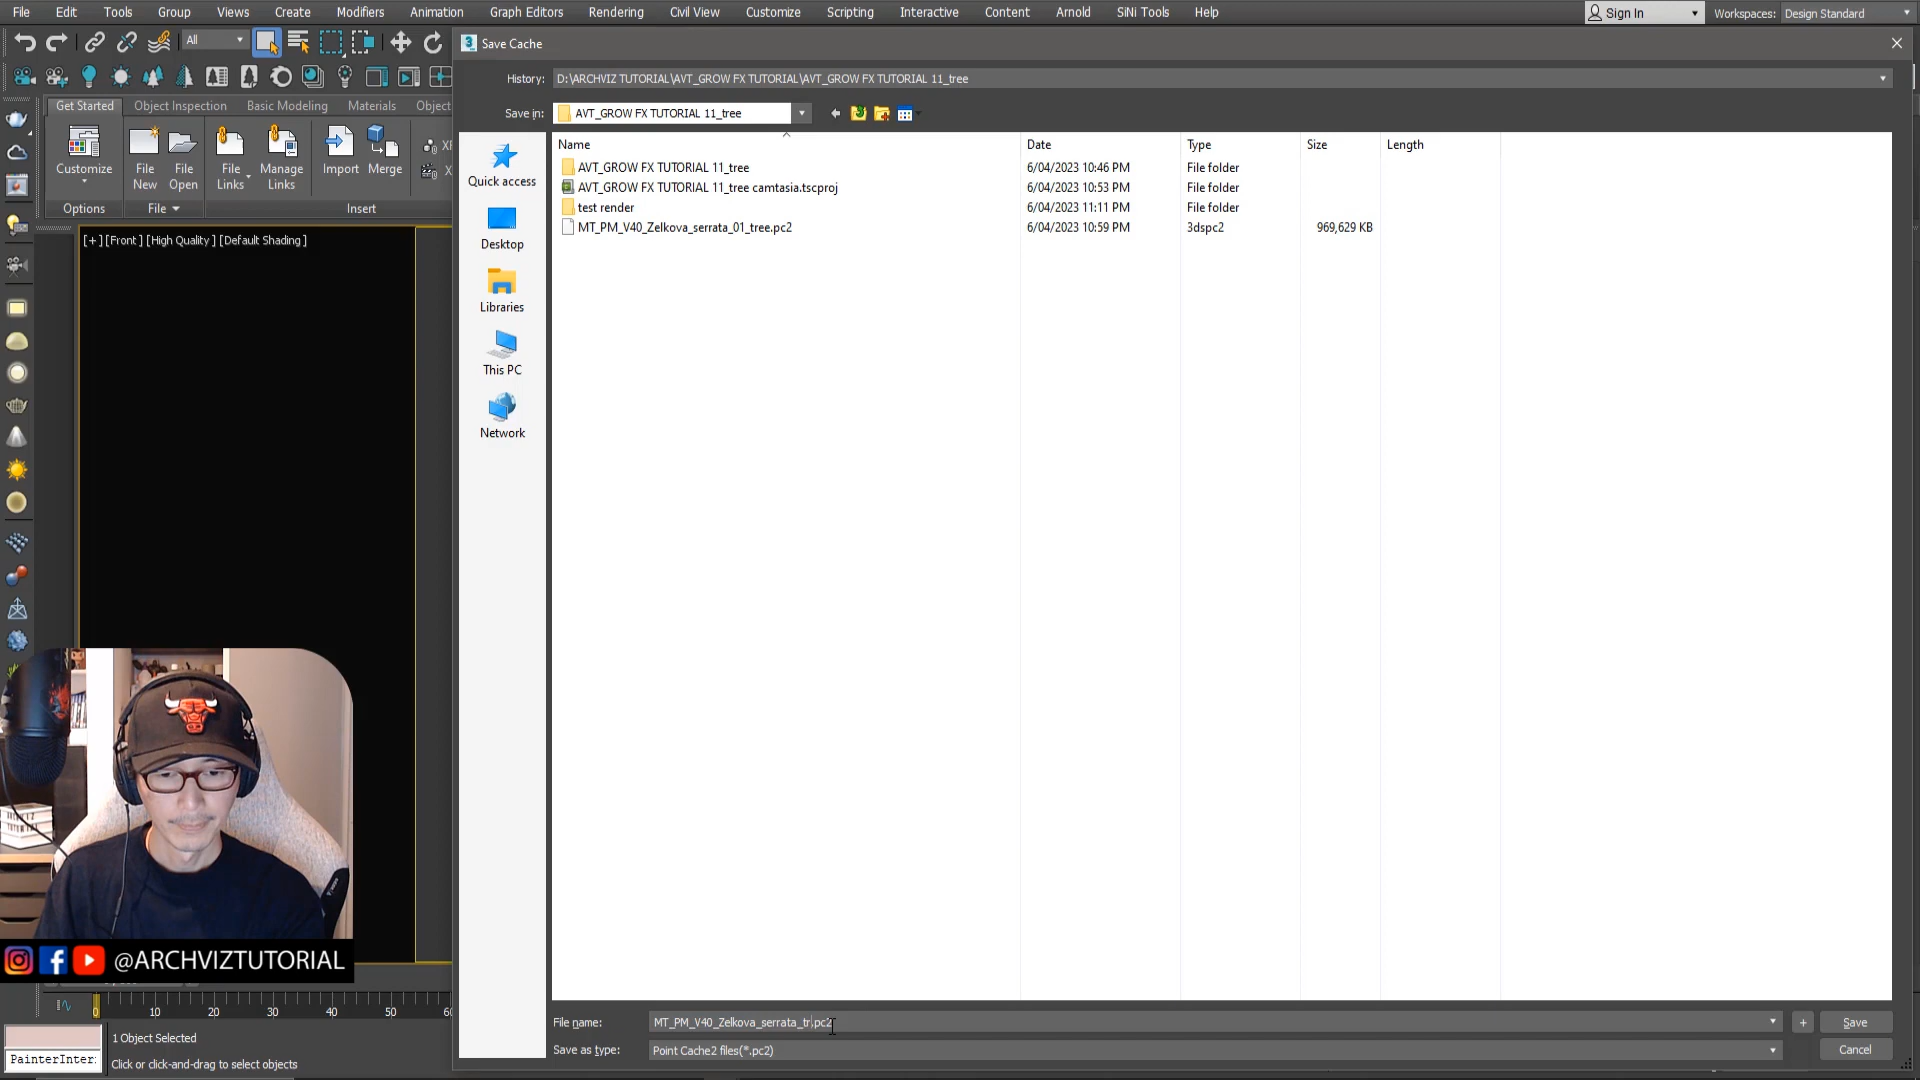 File Edit Tools Group Views Create Modifiers Animation Graph Editors Rendering Civil View Customize Scripting Interactive Content Arnold SiNi Tools Help Sign In Workspaces: Design Standard
All
Save Cache
History: D:\ARCHVIZ TUTORIAL\AVT_GROW FX TUTORIAL\AVT_GROW FX TUTORIAL 11_tree
Get Started Object Inspection Basic Modeling Materials Object
Save in: AVT_GROW FX TUTORIAL 11_tree
Name Date Type Size Length
AVT_GROW FX TUTORIAL 11_tree 6/04/2023 10:46 PM File folder
AVT_GROW FX TUTORIAL 11_tree camtasia.tscproj 6/04/2023 10:53 PM File folder
test render 6/04/2023 11:11 PM File folder
MT_PM_V40_Zelkova_serrata_01_tree.pc2 6/04/2023 10:59 PM 3dspc2 969,629 KB
Customize
File New
File Open
File Links
Manage Links
Import
Merge
Options File Insert
[+] [Front] [High Quality] [Default Shading]
Quick access
Desktop
Libraries
This PC
Network
@ARCHVIZTUTORIAL
0 10 20 30 40 50
File name: MT_PM_V40_Zelkova_serrata_tr.pc2 + Save
Save as type: Point Cache2 files(*.pc2) Cancel
1 Object Selected
PainterInter:
Click or click-and-drag to select objects